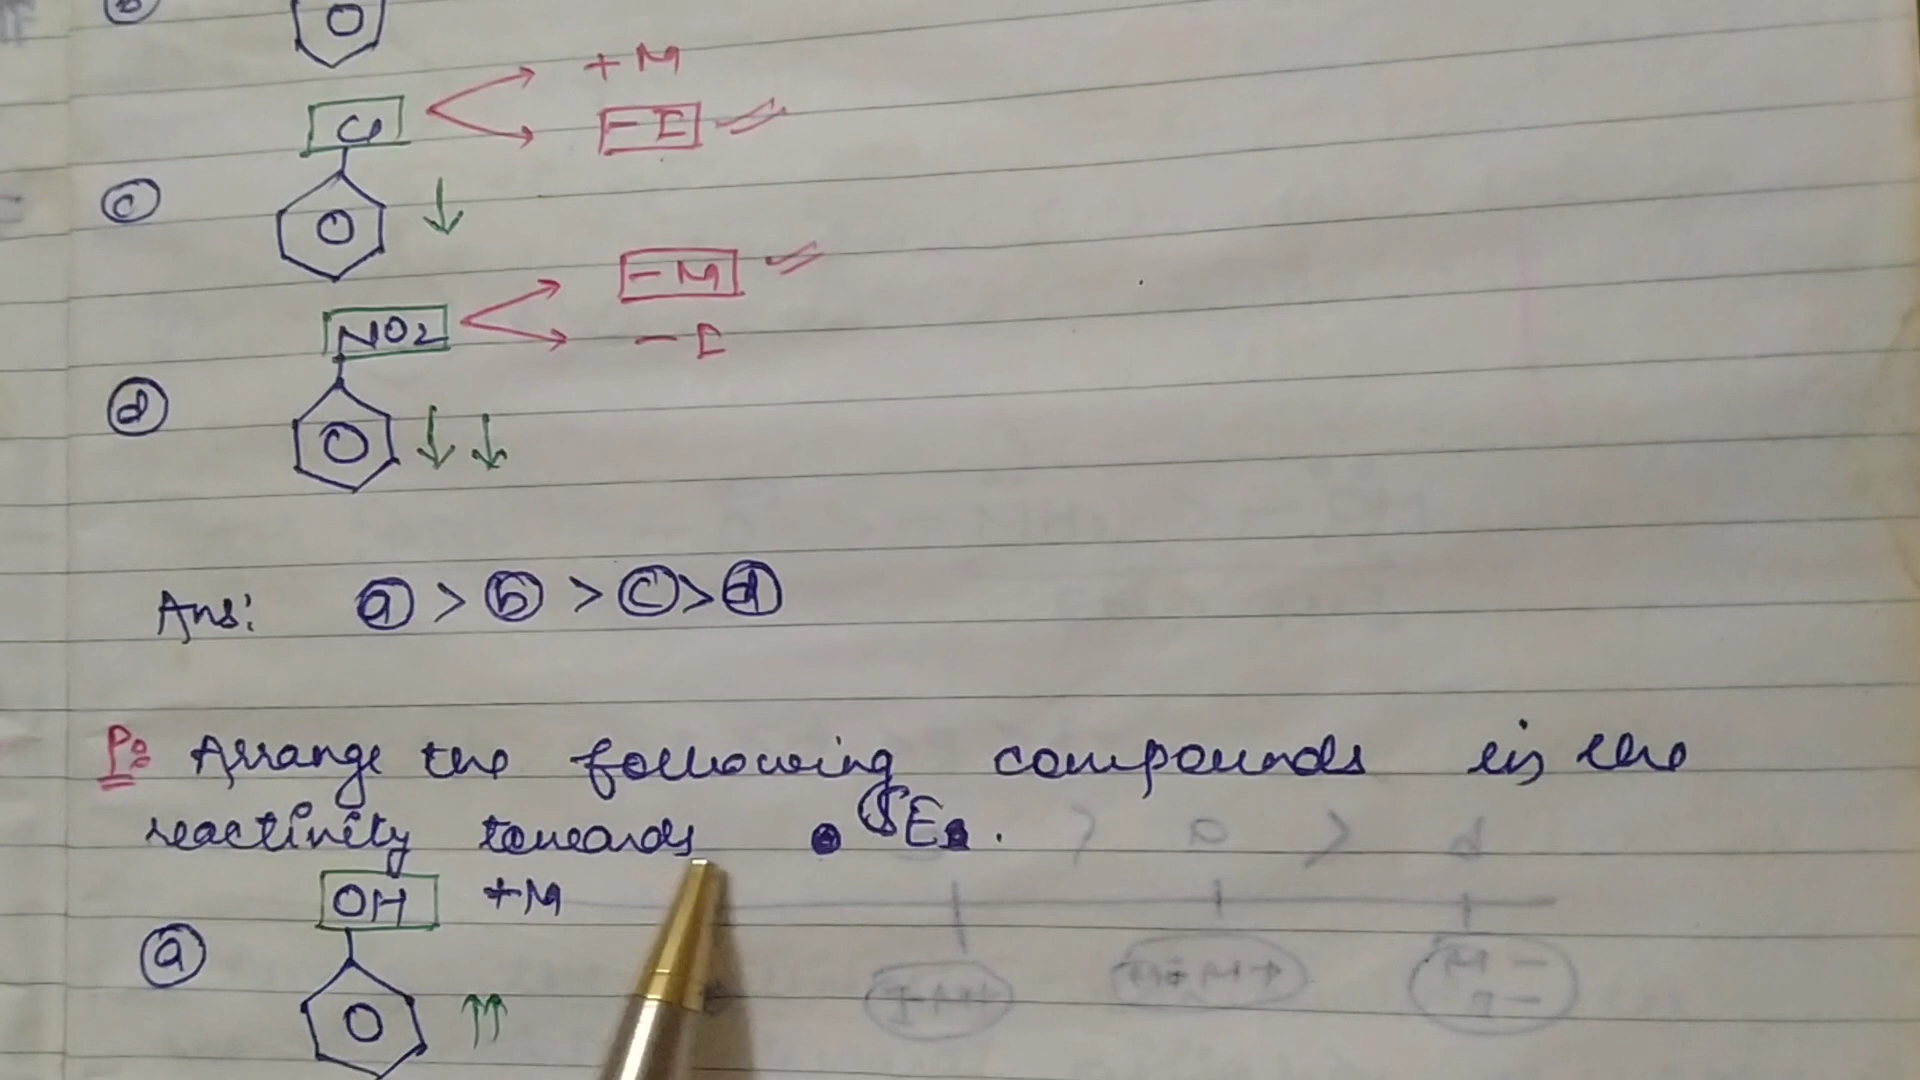 b
+M
Cl
-I
c
-M
NO2
-I
d
Ans: a > b > c > d
P: Arrange the following compounds in the
reactivity towards SE.
OH +M
a